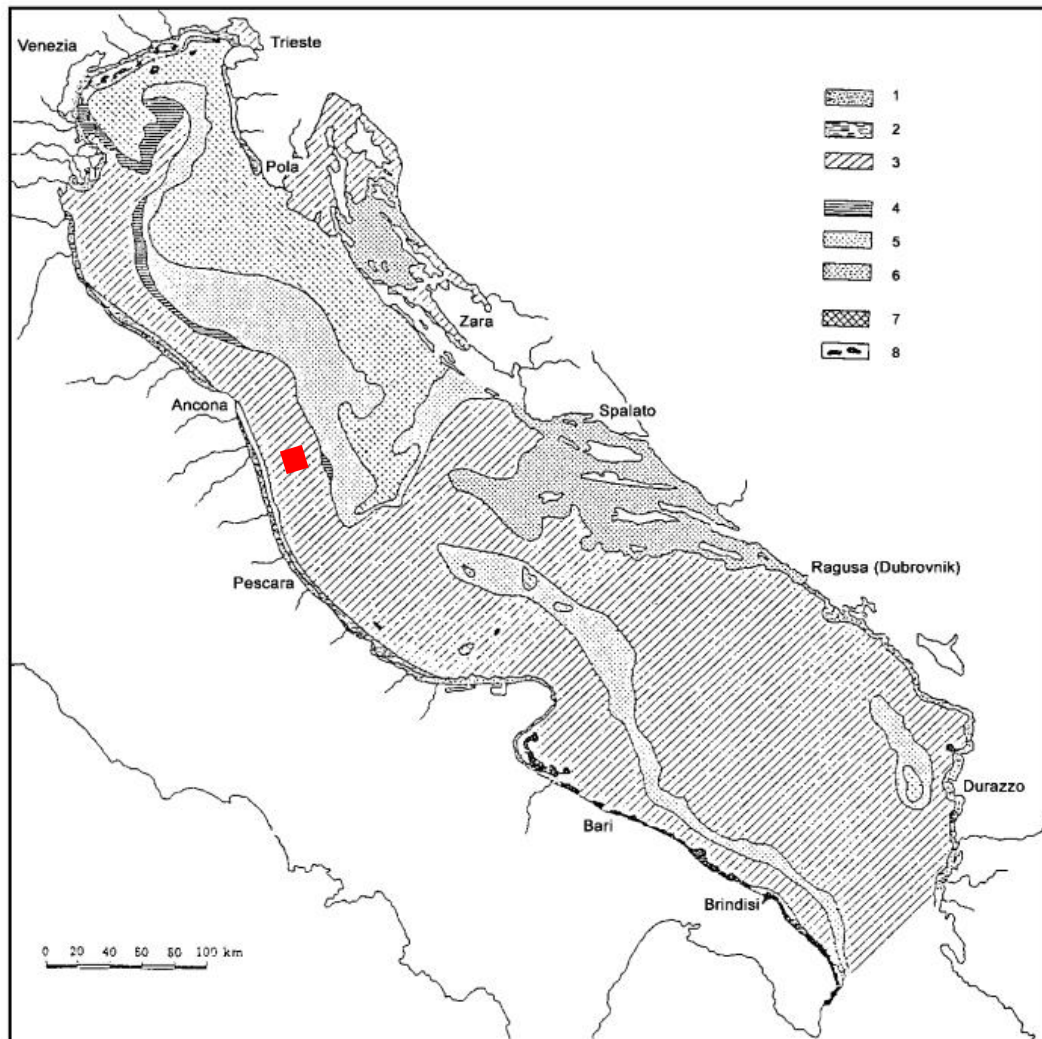 Venezia
Trieste
Pola
Zara
Ancona
Spalato
Pescara
Ragusa (Dubrovnik)
Durazzo
Bari
Brindisi
1
2
3
4
5
6
7
8
0 20 40 60 80 100 km